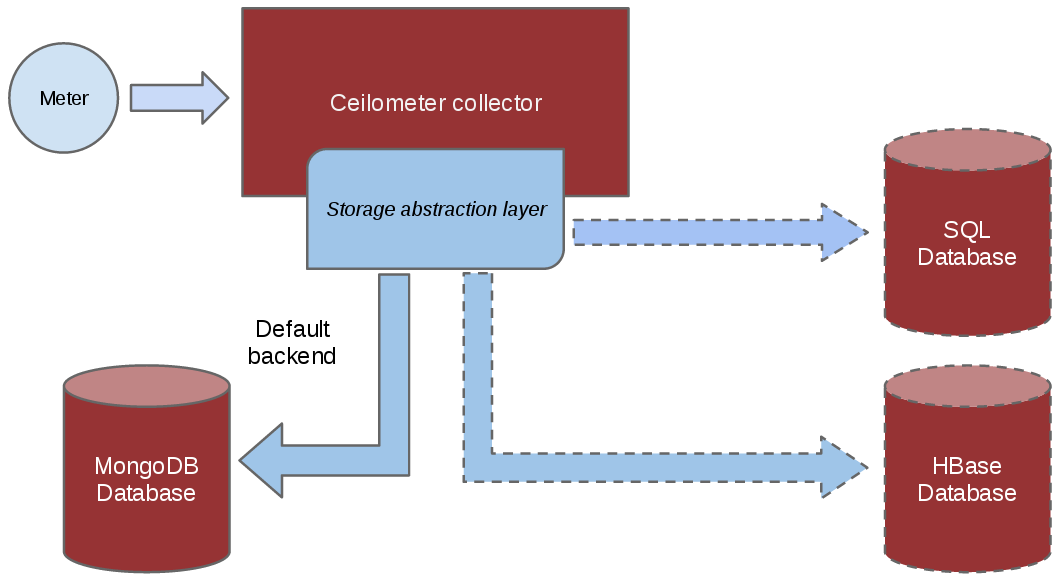 Meter
Ceilometer collector
Storage abstraction layer
SQL
Database
Default
backend
MongoDB
Database
HBase
Database